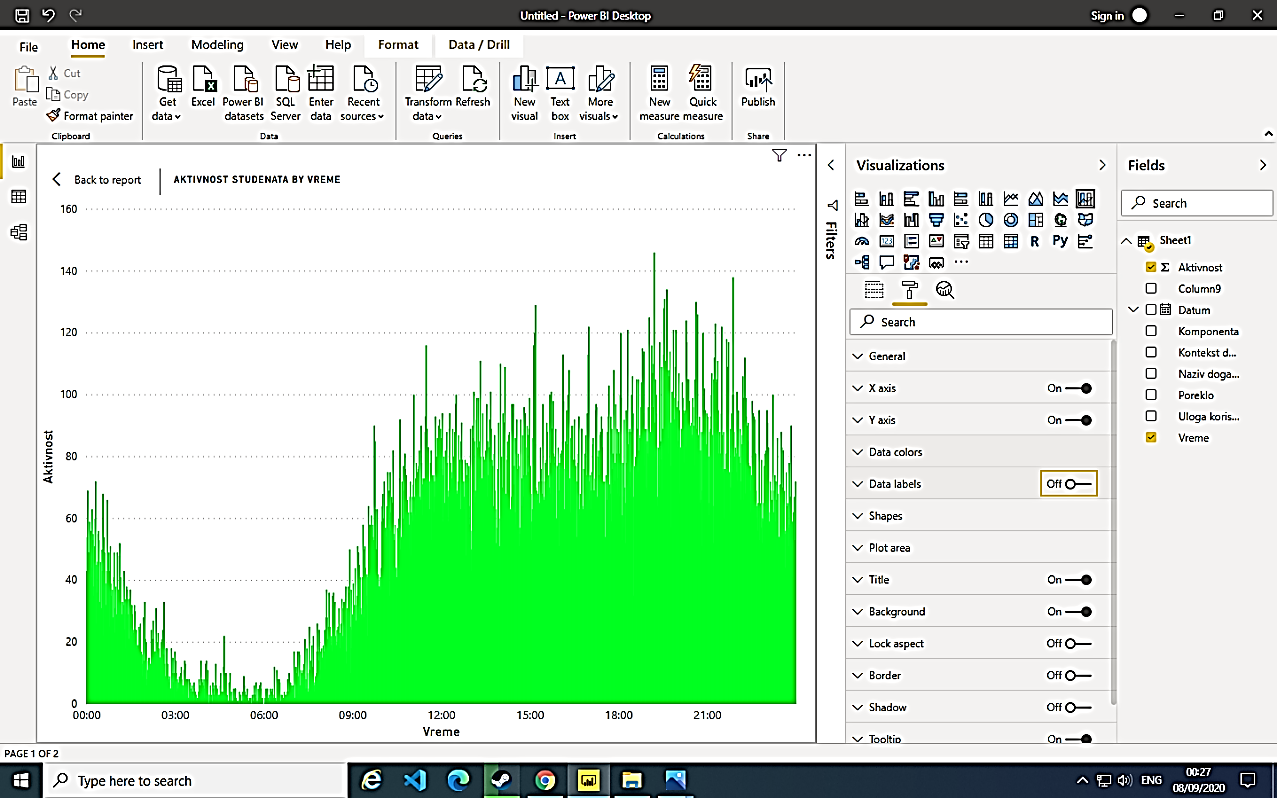 Untitled - Power BI Desktop
Sign in
File Home Insert Modeling View Help Format Data / Drill
Paste
Cut
Copy
Format painter
Clipboard
Get data
Excel
Power BI datasets
SQL Server
Enter data
Recent sources
Data
Transform data
Refresh
Queries
New visual
Text box
More visuals
Insert
New measure
Quick measure
Calculations
Publish
Share
Back to report
AKTIVNOST STUDENATA BY VREME
160
140
120
100
80
60
40
20
0
Aktivnost
00:00 03:00 06:00 09:00 12:00 15:00 18:00 21:00
Vreme
Filters
Visualizations
123
R Py
Search
General
X axis On
Y axis On
Data colors
Data labels Off
Shapes
Plot area
Title On
Background On
Lock aspect Off
Border Off
Shadow Off
Tooltip On
Fields
Search
Sheet1
Σ Aktivnost
Column9
Datum
Komponenta
Kontekst d...
Naziv doga...
Poreklo
Uloga koris...
Vreme
PAGE 1 OF 2
Type here to search
ENG
00:27
08/09/2020